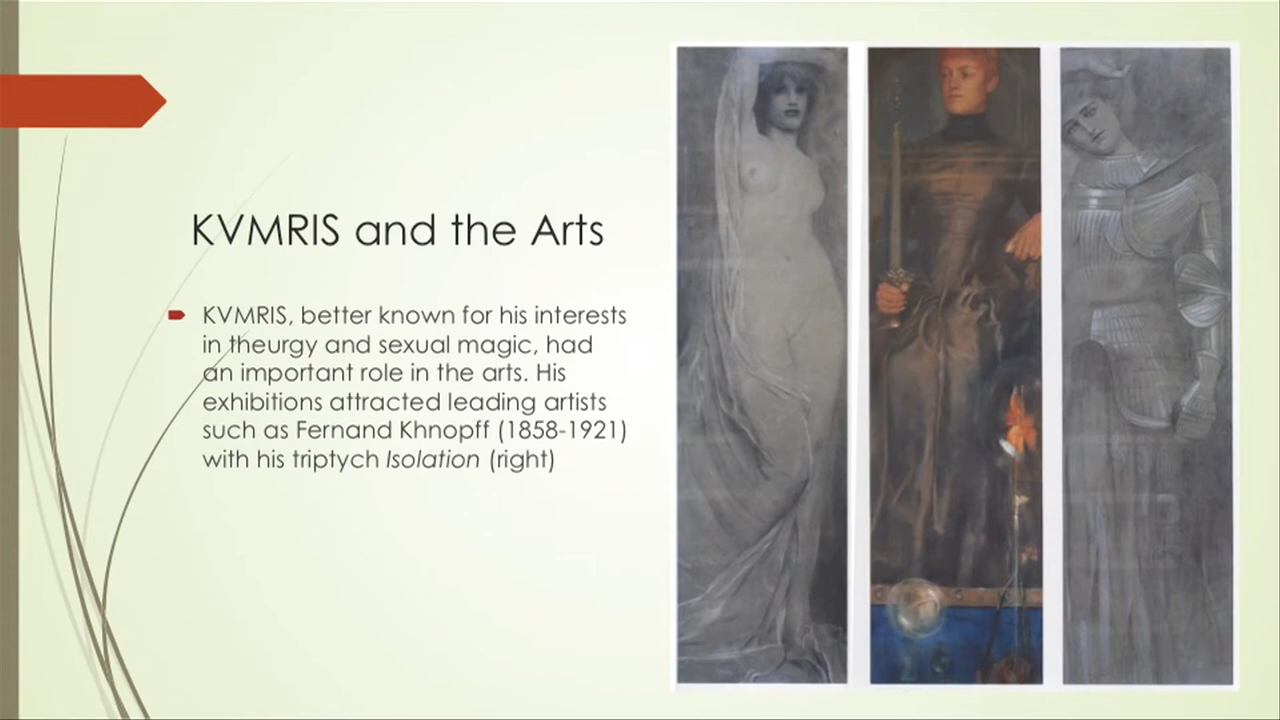 KVMRIS and the Arts
KVMRIS, better known for his interests
in theurgy and sexual magic, had
an important role in the arts. His
exhibitions attracted leading artists
such as Fernand Khnopff (1858-1921)
with his triptych Isolation (right)